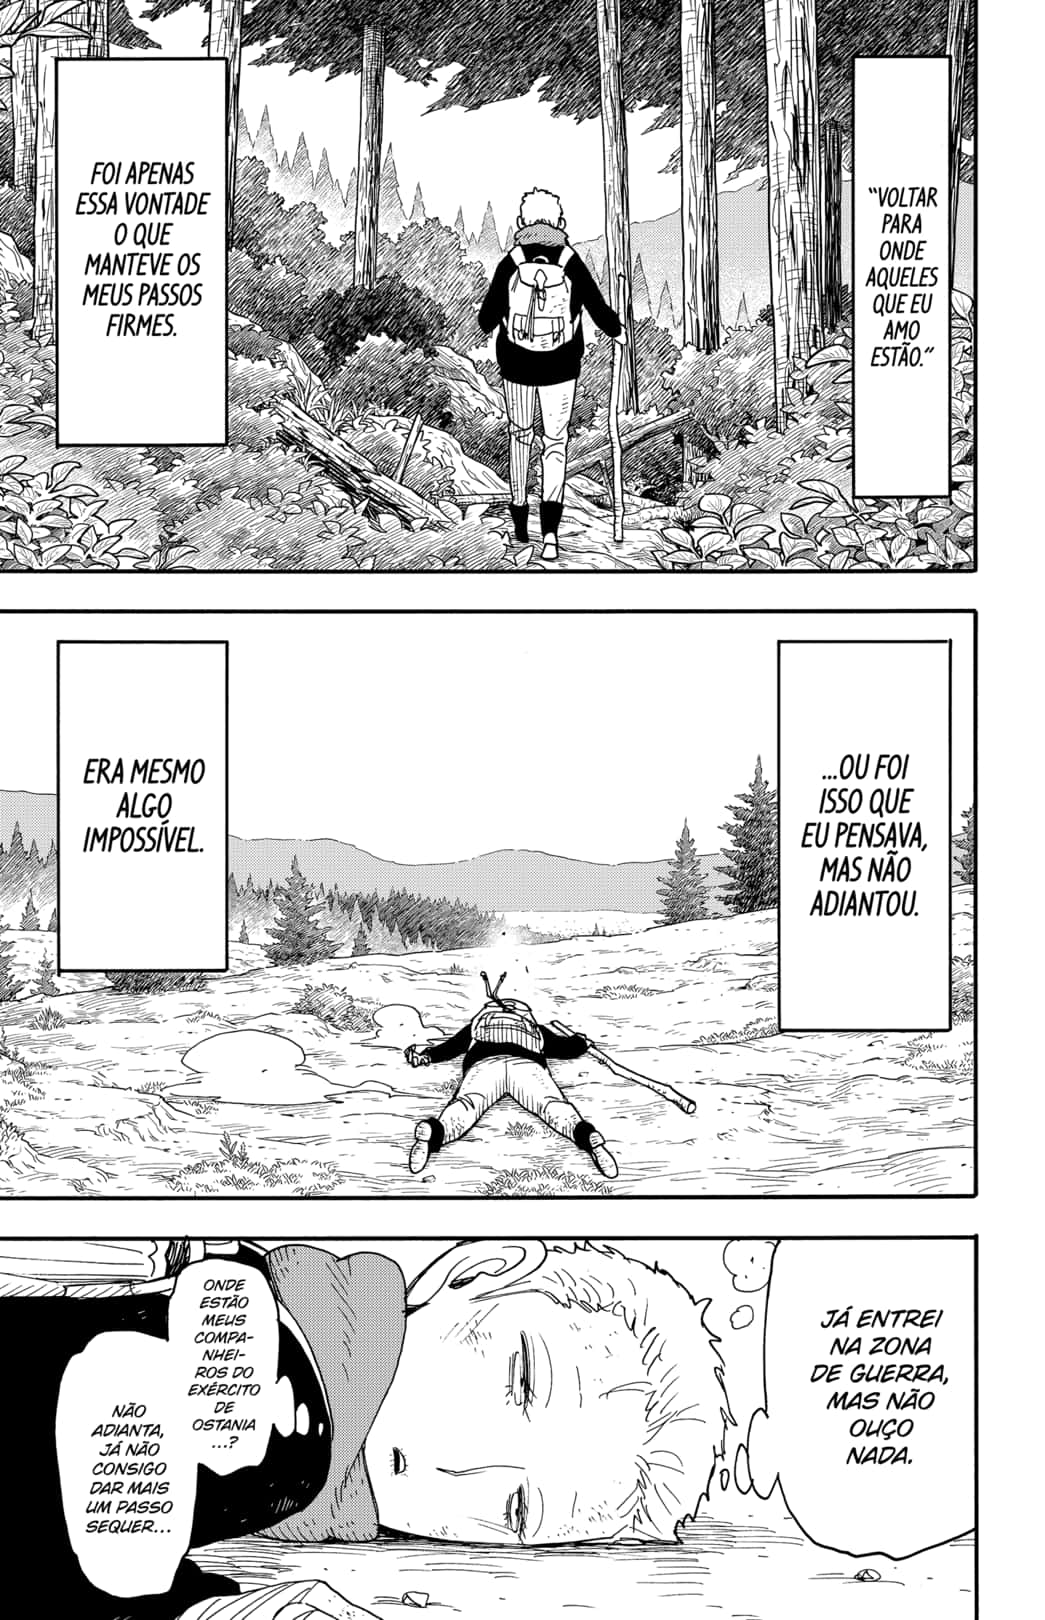 “VOLTAR
PARA
ONDE
AQUELES
QUE EU
AMO
ESTÃO.”
FOI APENAS
ESSA VONTADE
O QUE
MANTEVE OS
MEUS PASSOS
FIRMES.
...OU FOI
ISSO QUE
EU PENSAVA,
MAS NÃO
ADIANTOU.
ERA MESMO
ALGO
IMPOSSÍVEL.
JÁ ENTREI
NA ZONA
DE GUERRA,
MAS NÃO
OUÇO
NADA.
ONDE
ESTÃO
MEUS
COMPA-
NHEI-
ROS DO
EXÉRCITO
DE
OSTANIA
...?
NÃO
ADIANTA,
JÁ NÃO
CONSIGO
DAR MAIS
UM PASSO
SEQUER...